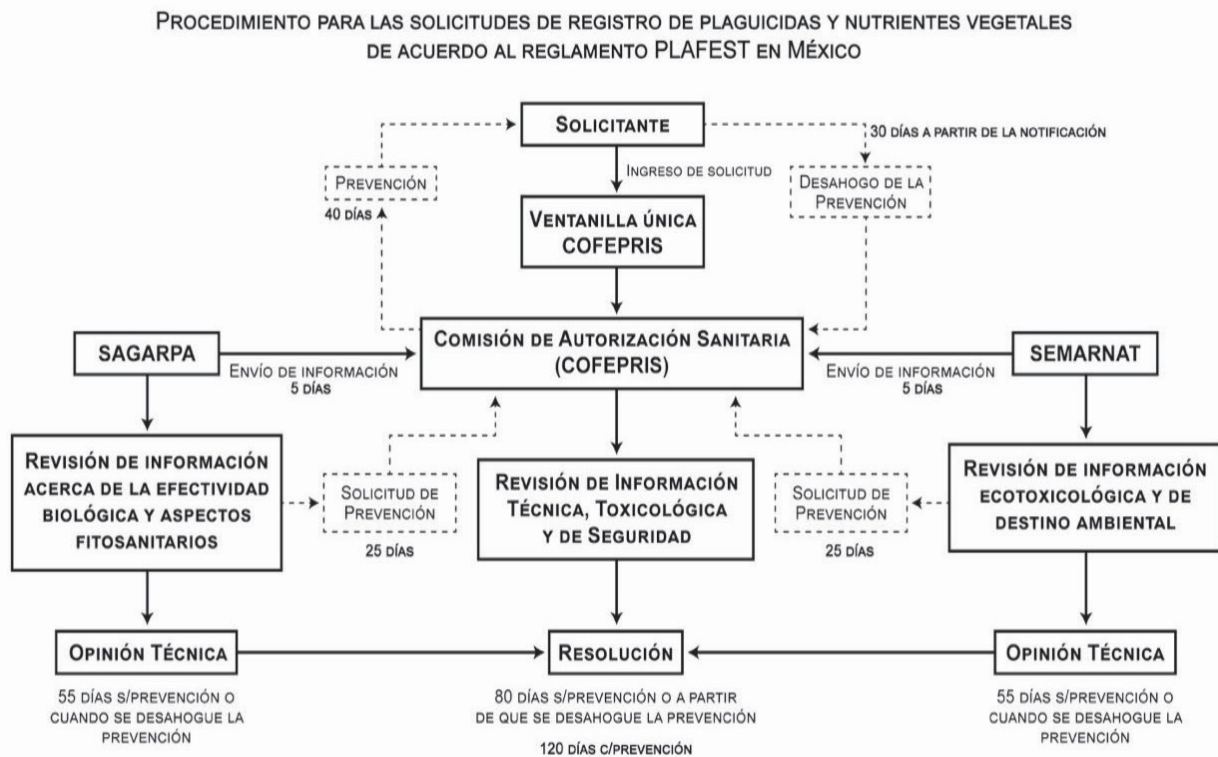 PROCEDIMIENTO PARA LAS SOLICITUDES DE REGISTRO DE PLAGUICIDAS Y NUTRIENTES VEGETALES
DE ACUERDO AL REGLAMENTO PLAFEST EN MÉXICO
SOLICITANTE
30 DÍAS A PARTIR DE LA NOTIFICACIÓN
INGRESO DE SOLICITUD
PREVENCIÓN
40 DÍAS
DESAHOGO DE LA
PREVENCIÓN
VENTANILLA ÚNICA
COFEPRIS
SAGARPA
ENVÍO DE INFORMACIÓN
5 DÍAS
COMISIÓN DE AUTORIZACIÓN SANITARIA
(COFEPRIS)
ENVÍO DE INFORMACIÓN
5 DÍAS
SEMARNAT
REVISIÓN DE INFORMACIÓN
ACERCA DE LA EFECTIVIDAD
BIOLÓGICA Y ASPECTOS
FITOSANITARIOS
SOLICITUD DE
PREVENCIÓN
25 DÍAS
REVISIÓN DE INFORMACIÓN
TÉCNICA, TOXICOLÓGICA
Y DE SEGURIDAD
SOLICITUD DE
PREVENCIÓN
25 DÍAS
REVISIÓN DE INFORMACIÓN
ECOTOXICOLÓGICA Y DE
DESTINO AMBIENTAL
OPINIÓN TÉCNICA
RESOLUCIÓN
OPINIÓN TÉCNICA
55 DÍAS S/PREVENCIÓN O
CUANDO SE DESAHOGUE LA
PREVENCIÓN
80 DÍAS S/PREVENCIÓN O A PARTIR
DE QUE SE DESAHOGUE LA PREVENCIÓN
120 DÍAS C/PREVENCIÓN
55 DÍAS S/PREVENCIÓN O
CUANDO SE DESAHOGUE LA
PREVENCIÓN